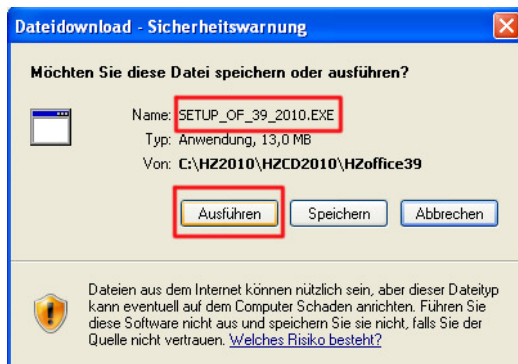 Dateidownload - Sicherheitswarnung
Möchten Sie diese Datei speichern oder ausführen?
Name: SETUP_OF_39_2010.EXE
Typ: Anwendung, 13,0 MB
Von: C:\HZ2010\HZCD2010\HZoffice39
Ausführen Speichern Abbrechen
Dateien aus dem Internet können nützlich sein, aber dieser Dateityp
kann eventuell auf dem Computer Schaden anrichten. Führen Sie
diese Software nicht aus und speichern Sie sie nicht, falls Sie der
Quelle nicht vertrauen. Welches Risiko besteht?